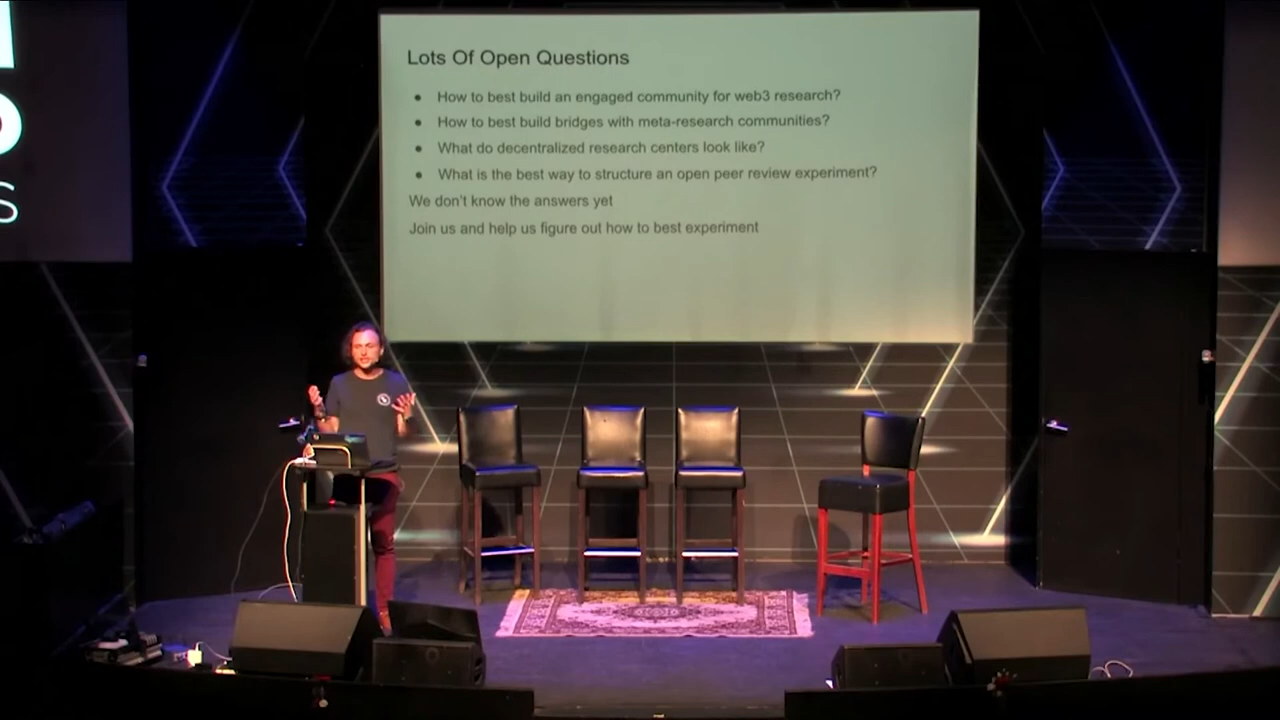 Lots Of Open Questions
● How to best build an engaged community for web3 research?
● How to best build bridges with meta-research communities?
● What do decentralized research centers look like?
● What is the best way to structure an open peer review experiment?
We don't know the answers yet
Join us and help us figure out how to best experiment
S